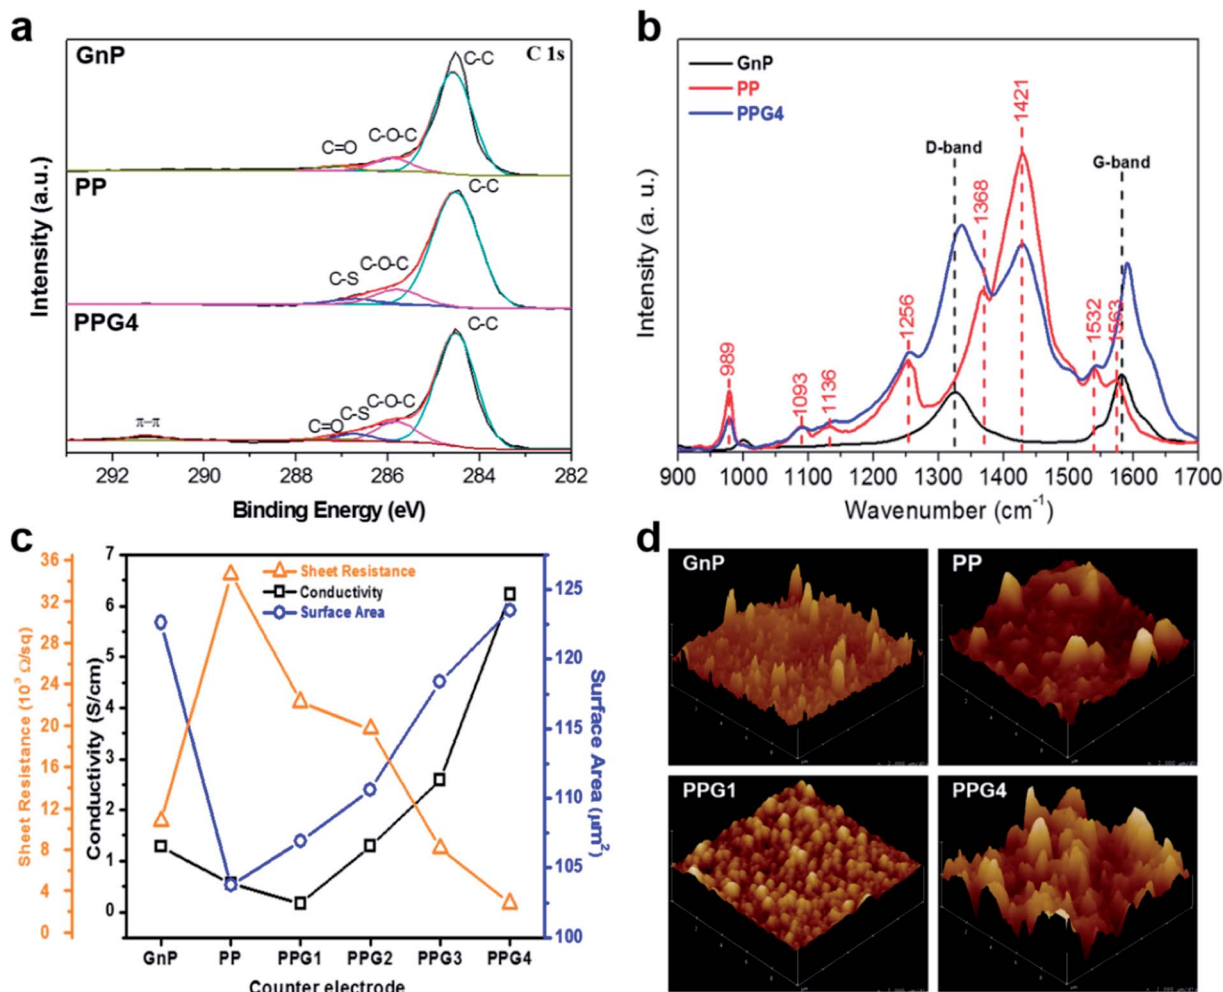 a
GnP
C 1s
C-C
C-O-C
C=O
PP
C-C
C-O-C
C-S
PPG4
C-C
C-O-C
C-S
C=O
π–π
Intensity (a.u.)
292 290 288 286 284 282
Binding Energy (eV)
b
GnP
PP
PPG4
D-band
G-band
989
1093
1136
1256
1368
1421
1532
1563
Intensity (a. u.)
900 1000 1100 1200 1300 1400 1500 1600 1700
Wavenumber (cm-1)
c
Sheet Resistance
Conductivity
Surface Area
Sheet Resistance (10³ Ω/sq)
36
32
28
24
20
16
12
8
4
0
Conductivity (S/cm)
7
6
5
4
3
2
1
0
Surface Area (μm²)
125
120
115
110
105
100
GnP PP PPG1 PPG2 PPG3 PPG4
Counter electrode
d
GnP
PP
PPG1
PPG4